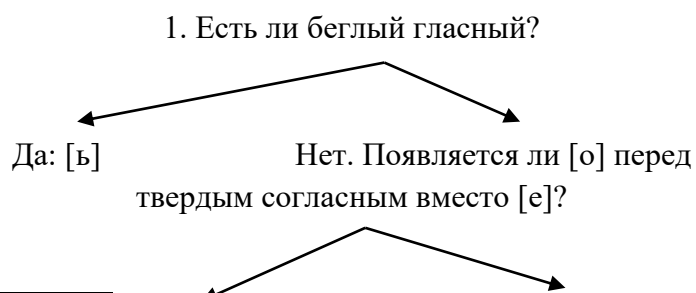 1. Есть ли беглый гласный?
Да: [ь] Нет. Появляется ли [о] перед
твердым согласным вместо [е]?